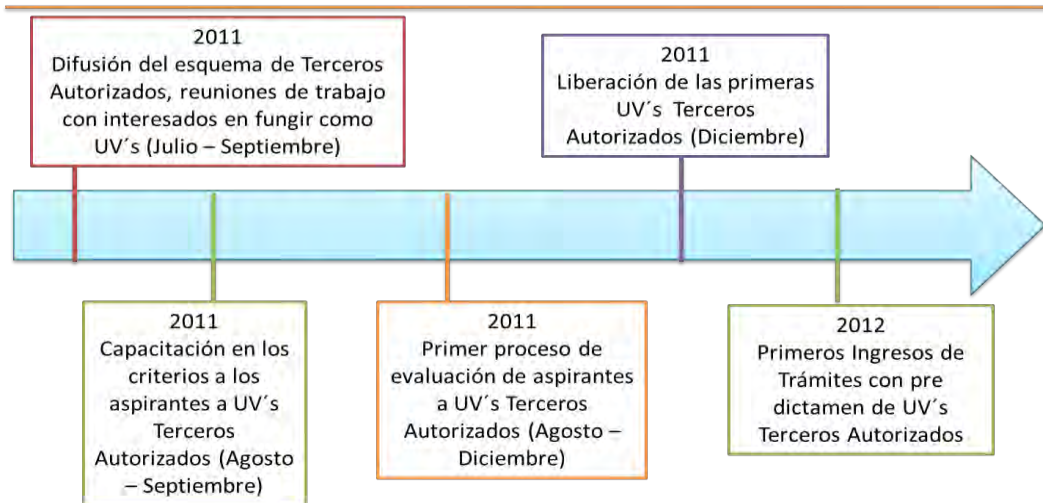 2011
Difusión del esquema de Terceros
Autorizados, reuniones de trabajo
con interesados en fungir como
UV´s (Julio – Septiembre)
2011
Liberación de las primeras
UV´s Terceros
Autorizados (Diciembre)
2011
Capacitación en los
criterios a los
aspirantes a UV´s
Terceros
Autorizados (Agosto
– Septiembre)
2011
Primer proceso de
evaluación de aspirantes
a UV´s Terceros
Autorizados (Agosto –
Diciembre)
2012
Primeros Ingresos de
Trámites con pre
dictamen de UV´s
Terceros Autorizados